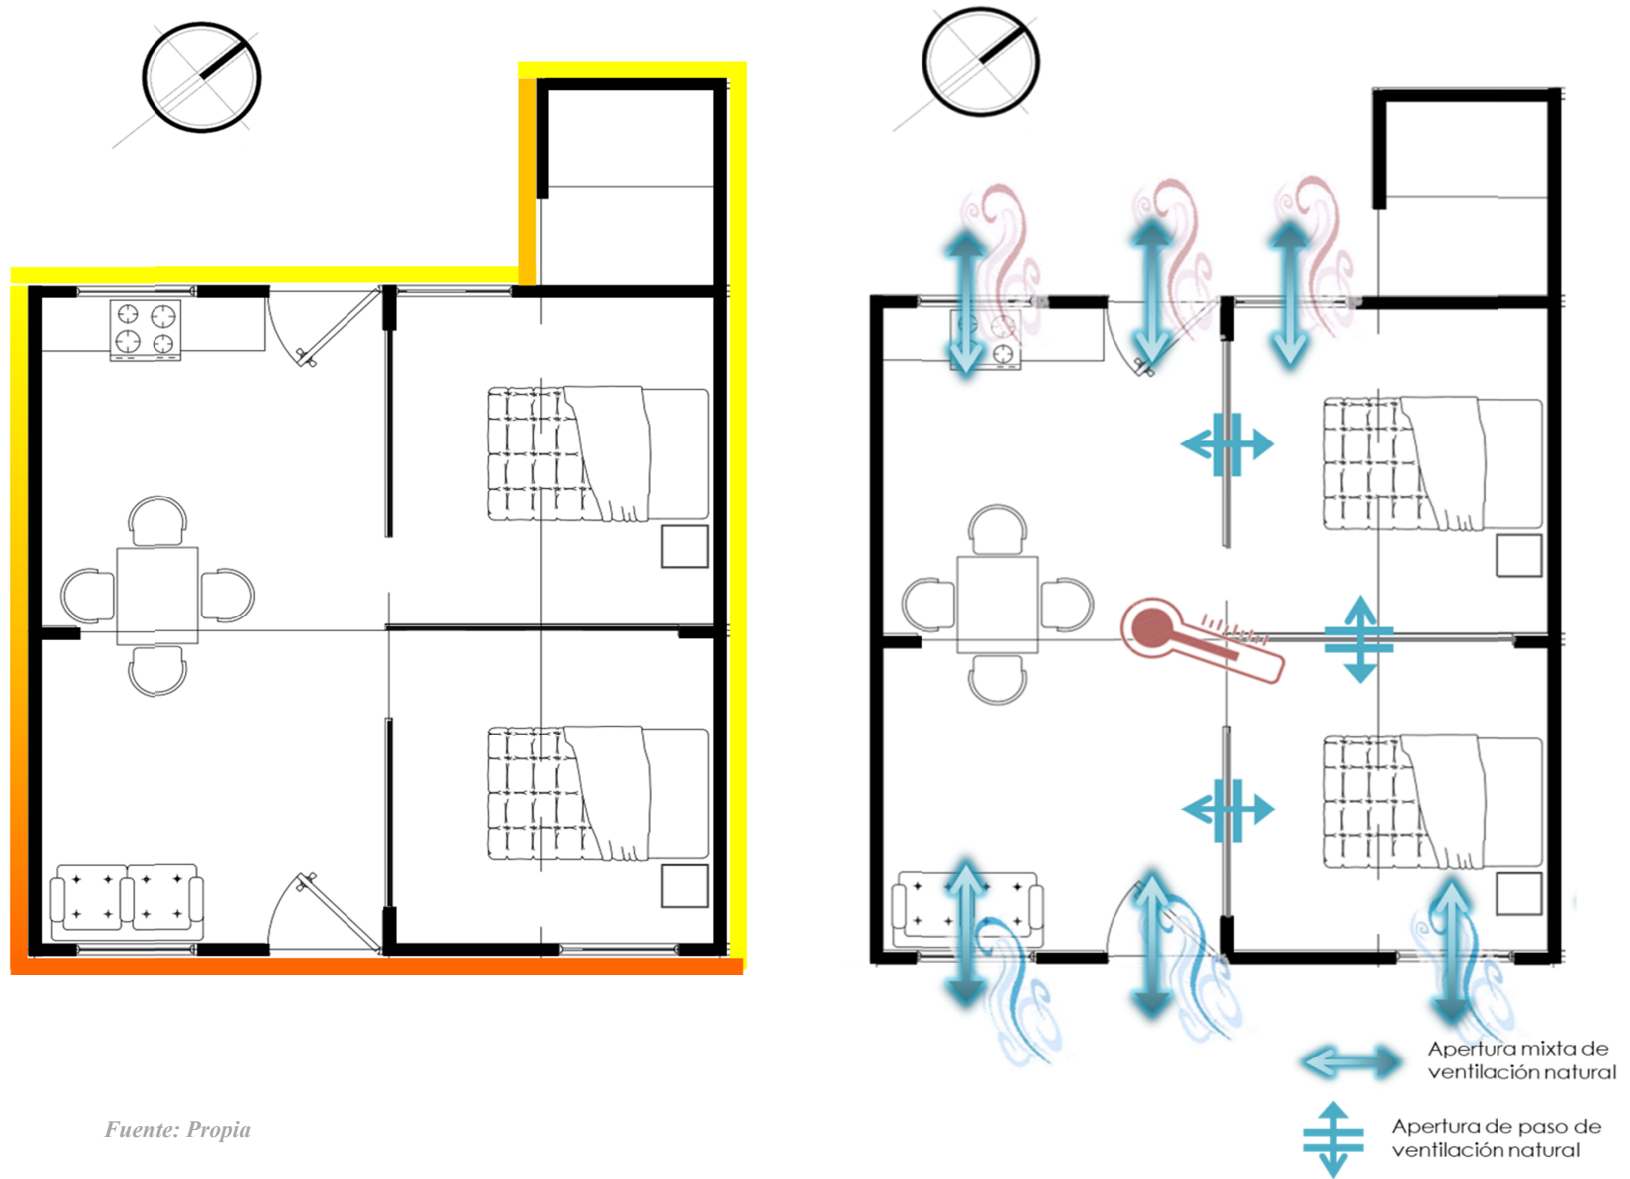 Apertura mixta de
ventilación natural
Apertura de paso de
ventilación natural
Fuente: Propia